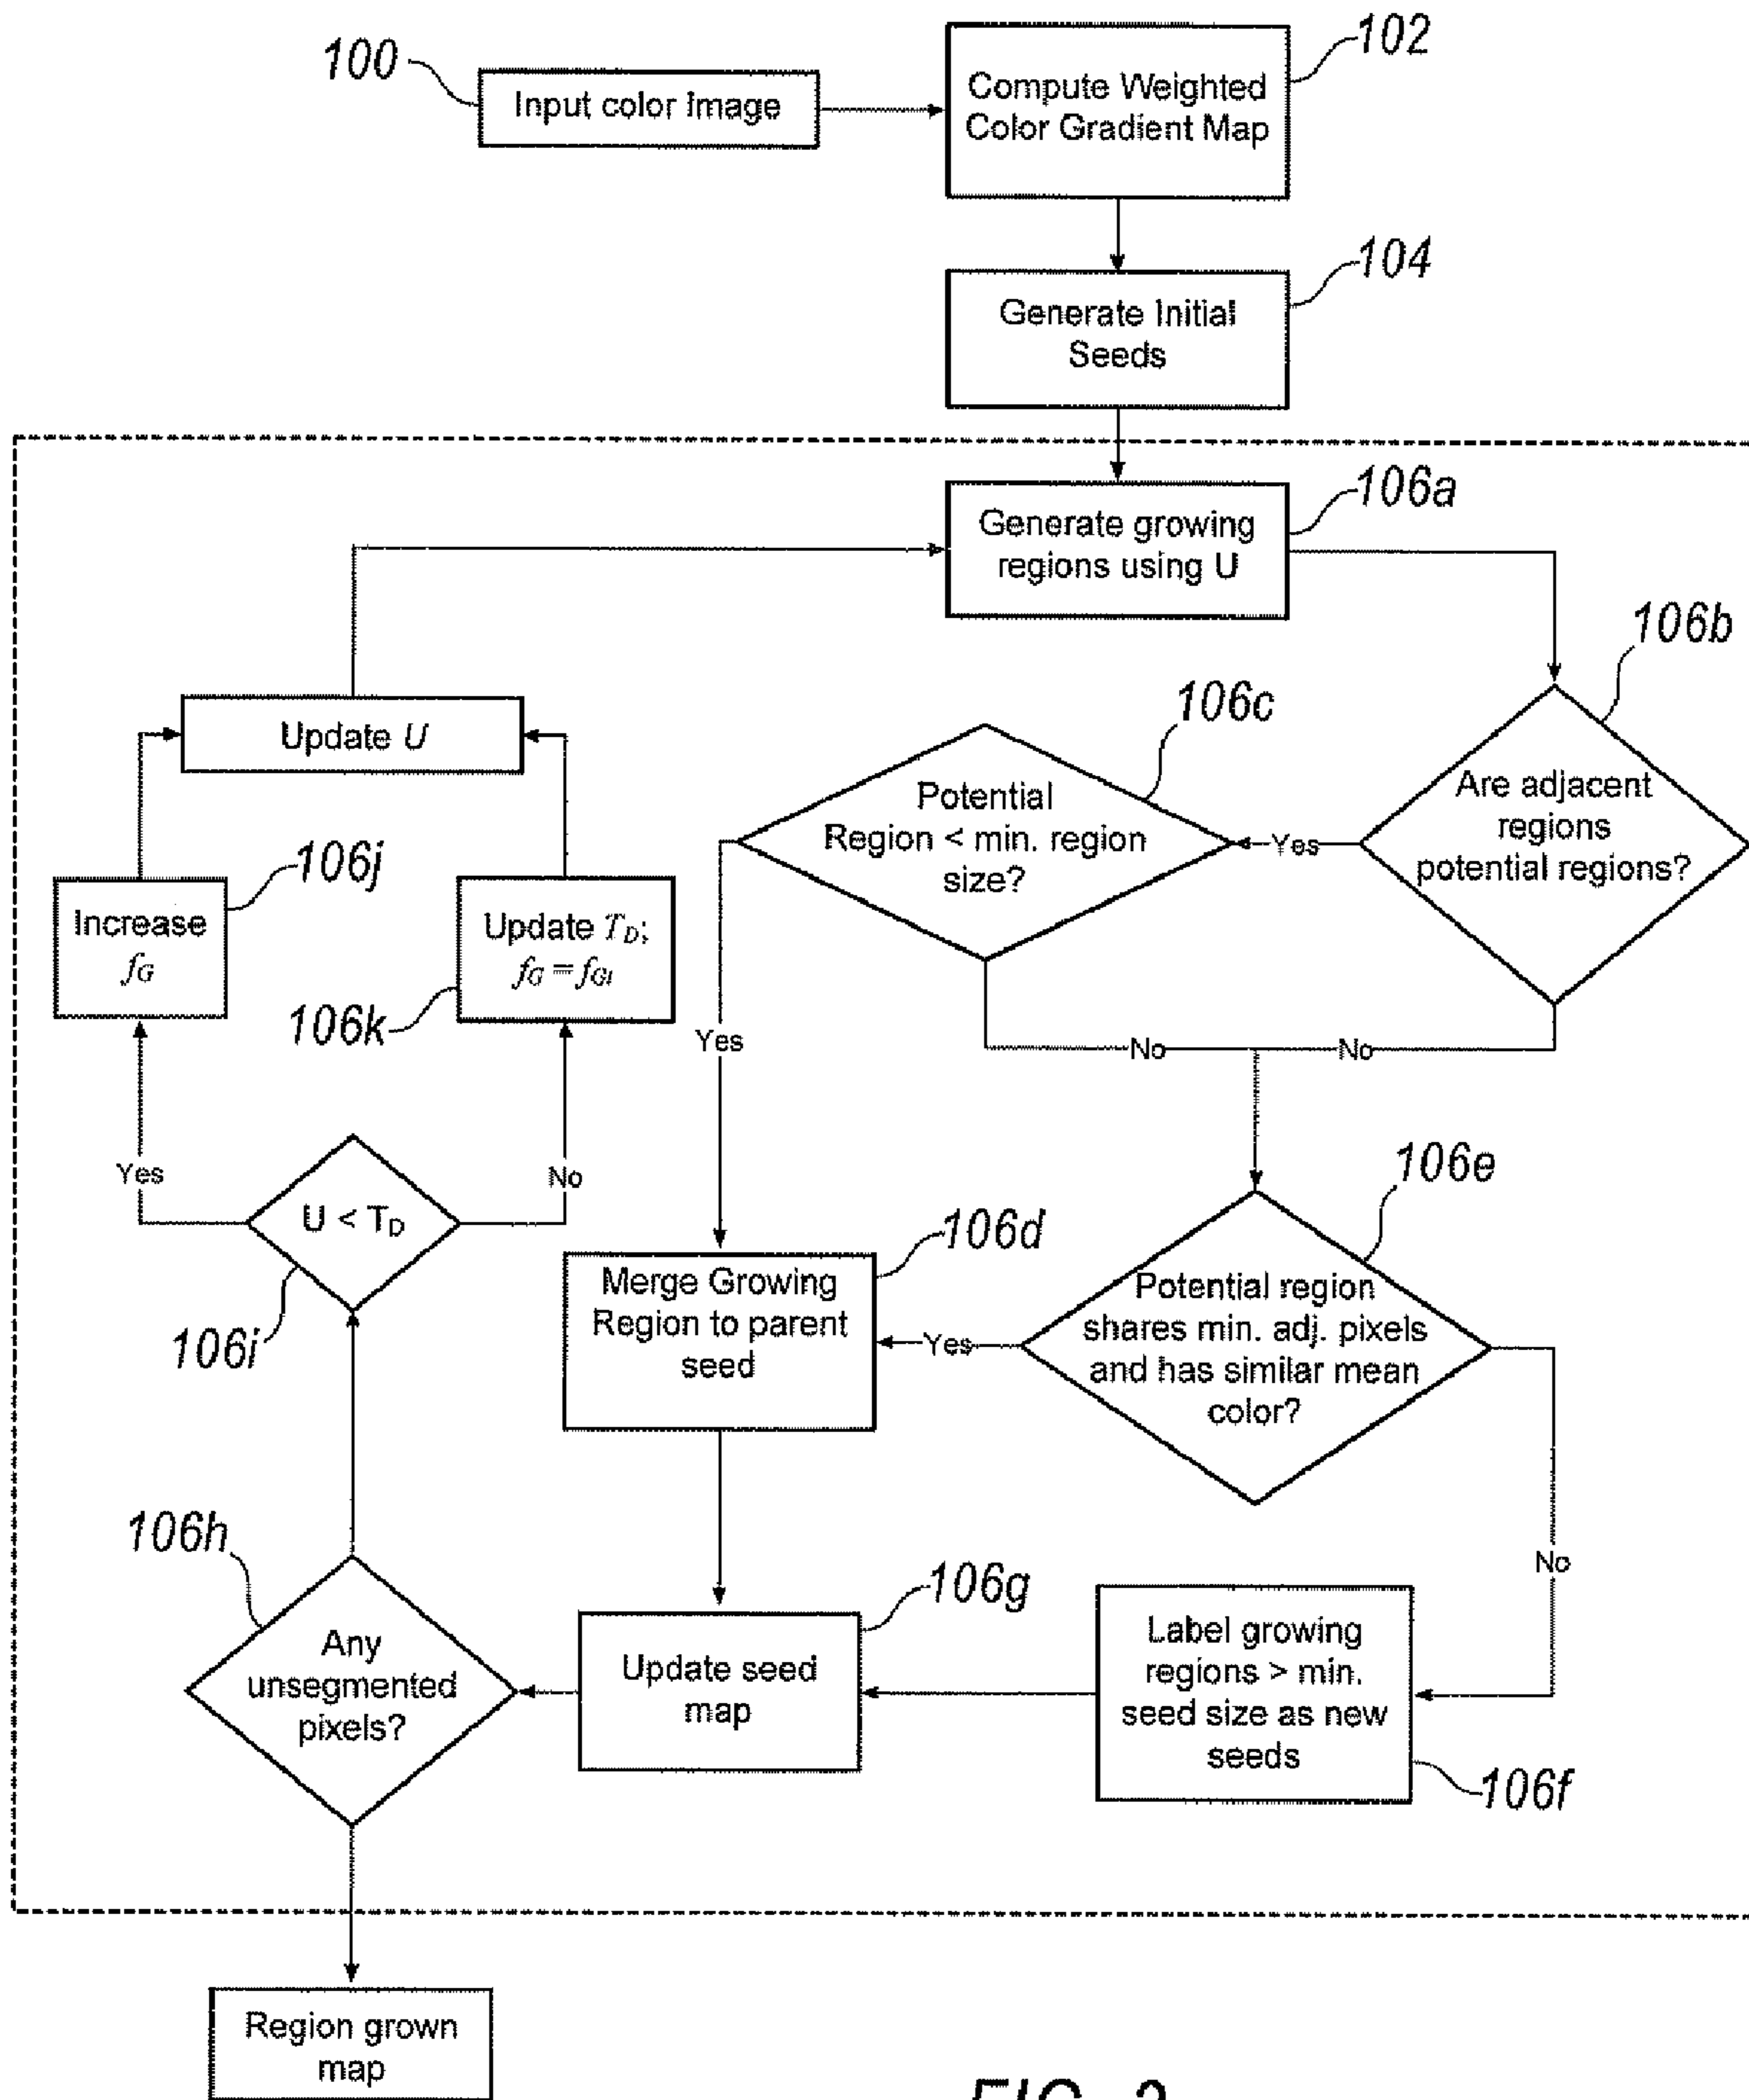 100
Input color Image
102
Compute Weighted
Color Gradient Map
104
Generate Initial
Seeds
106a
Generate growing
regions using U
106b
Are adjacent
regions
potential regions?
Yes
No
106c
Potential
Region < min. region
size?
Yes
No
106e
Potential region
shares min. adj. pixels
and has similar mean
color?
Yes
No
106d
Merge Growing
Region to parent
seed
106f
Label growing
regions > min.
seed size as new
seeds
106g
Update seed
map
106h
Any
unsegmented
pixels?
106i
U < TD
Yes
No
106j
Increase
fG
106k
Update TD;
fG = fGi
Update U
Region grown
map